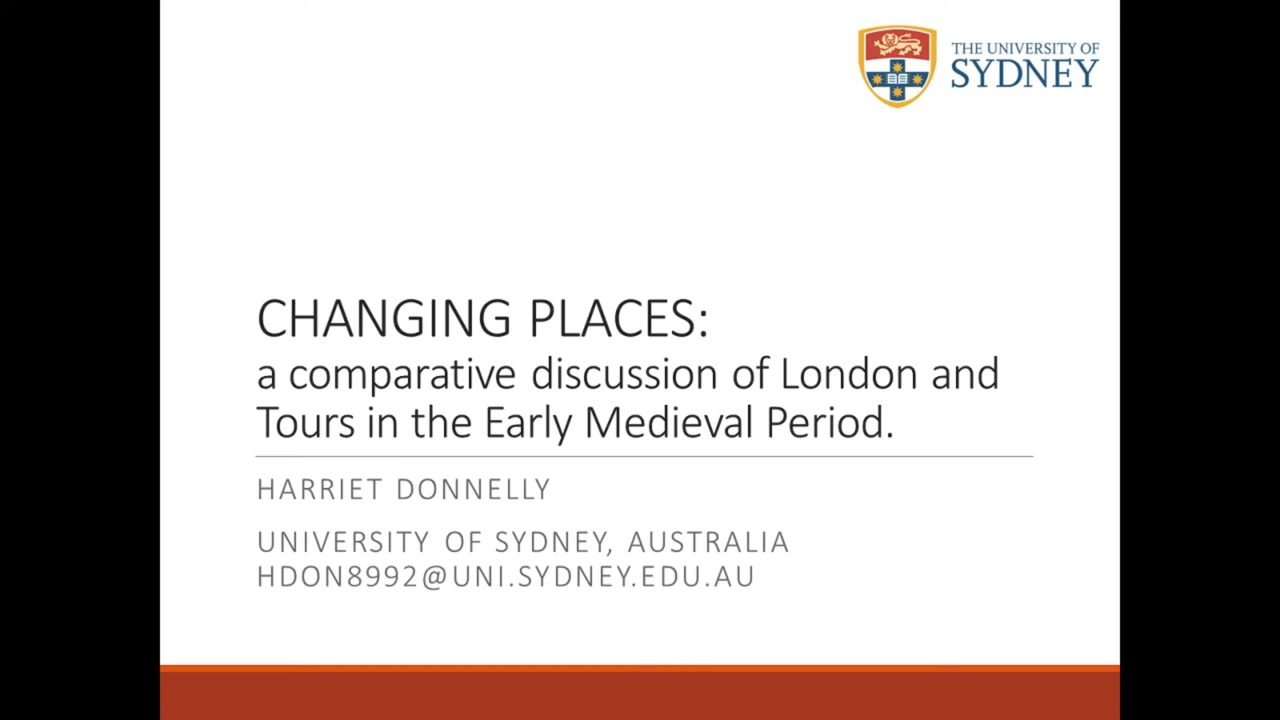 THE UNIVERSITY OF
SYDNEY
CHANGING PLACES:
a comparative discussion of London and
Tours in the Early Medieval Period.
HARRIET DONNELLY
UNIVERSITY OF SYDNEY, AUSTRALIA
HDON8992@UNI.SYDNEY.EDU.AU